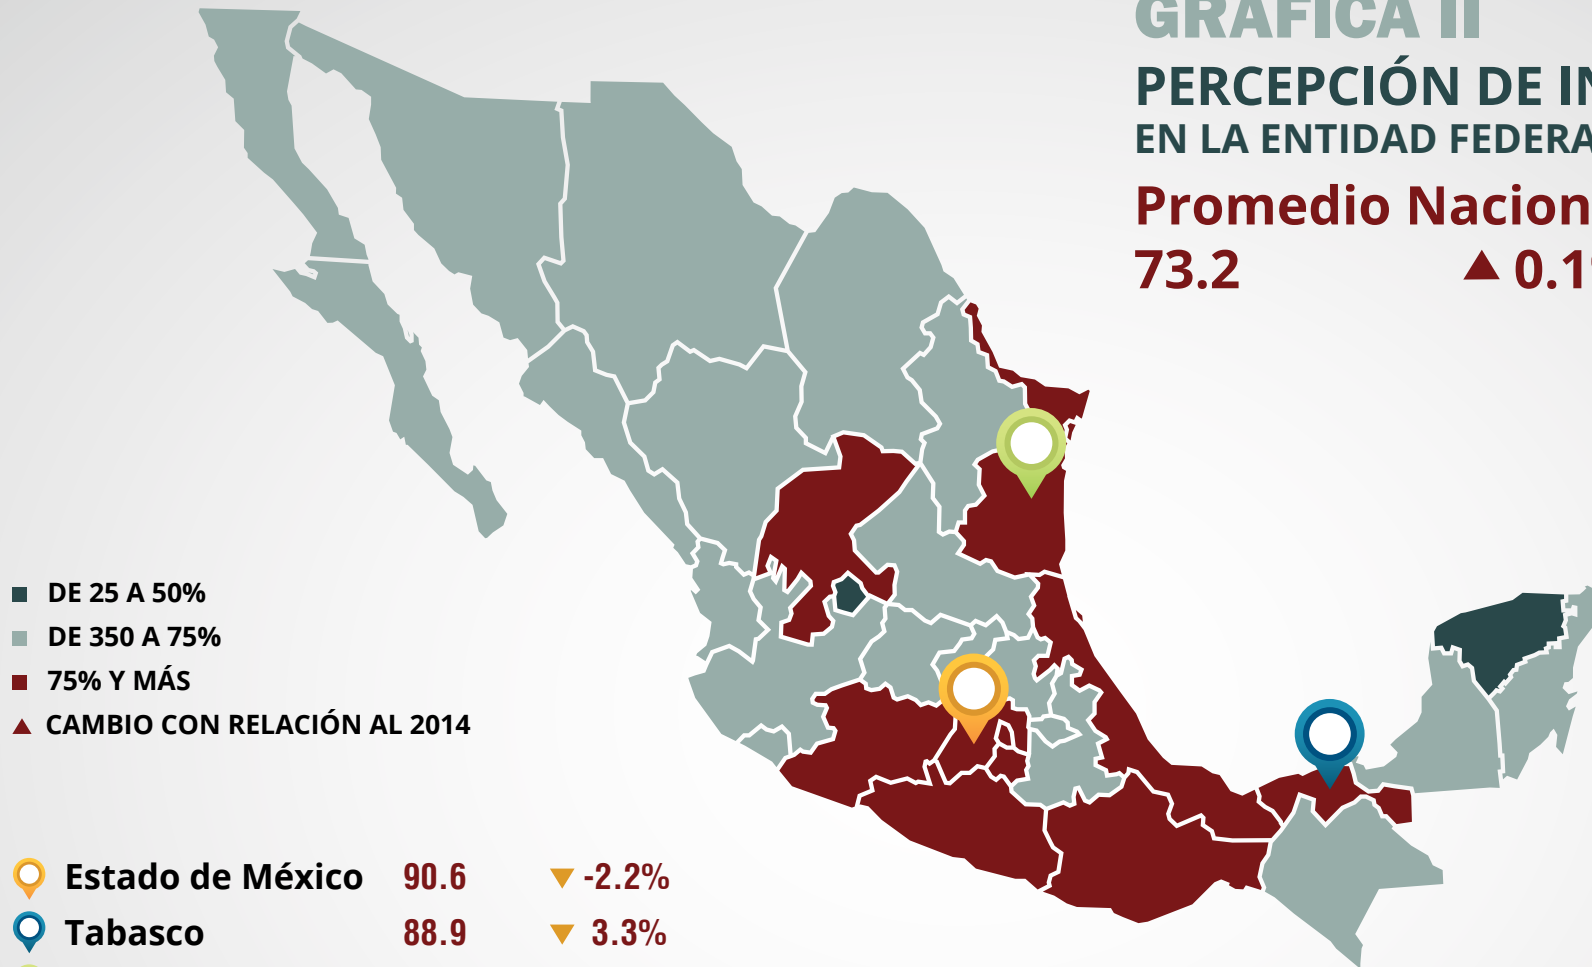 GRÁFICA II
PERCEPCIÓN DE IN
EN LA ENTIDAD FEDERA
Promedio Nacion
73.2 ▲ 0.1
DE 25 A 50%
DE 350 A 75%
75% Y MÁS
CAMBIO CON RELACIÓN AL 2014
Estado de México 90.6 ▼ -2.2%
Tabasco 88.9 ▼ 3.3%